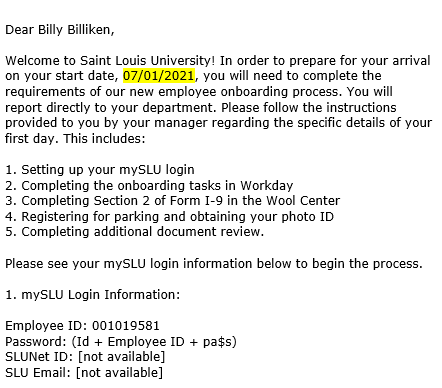 Dear Billy Billiken,
Welcome to Saint Louis University! In order to prepare for your arrival
on your start date, 07/01/2021, you will need to complete the
requirements of our new employee onboarding process. You will
report directly to your department. Please follow the instructions
provided to you by your manager regarding the specific details of your
first day. This includes:
1. Setting up your mySLU login
2. Completing the onboarding tasks in Workday
3. Completing Section 2 of Form I-9 in the Wool Center
4. Registering for parking and obtaining your photo ID
5. Completing additional document review.
Please see your mySLU login information below to begin the process.
1. mySLU Login Information:
Employee ID: 001019581
Password: (Id + Employee ID + pa$s)
SLUNet ID: [not available]
SLU Email: [not available]